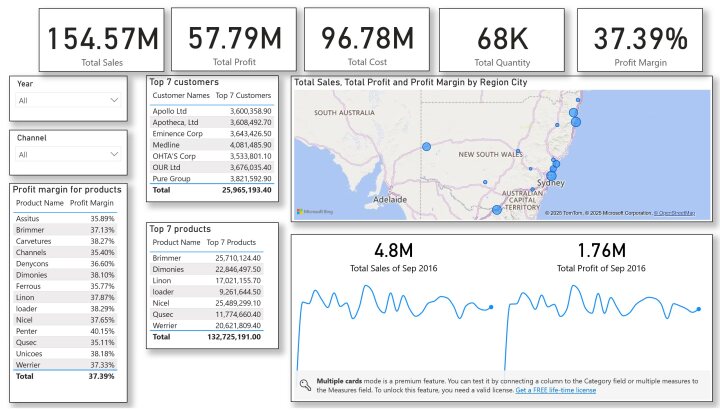 154.57M
Total Sales
57.79M
Total Profit
96.78M
Total Cost
68K
Total Quantity
37.39%
Profit Margin
Year
All
Channel
All
Profit margin for products
Product Name Profit Margin
Assitus 35.89%
Brimmer 37.13%
Carvetures 38.27%
Channels 35.40%
Denycons 36.60%
Dimonies 38.10%
Ferrous 35.77%
Linon 37.87%
loader 38.29%
Nicel 37.65%
Penter 40.15%
Qusec 35.11%
Unicoes 38.18%
Werrier 37.33%
Total 37.39%
Top 7 customers
Customer Names Top 7 Customers
Apollo Ltd 3,600,358.90
Apotheca, Ltd 3,608,492.70
Eminence Corp 3,643,426.50
Medline 4,081,485.90
OHTA'S Corp 3,533,801.10
OUR Ltd 3,676,035.40
Pure Group 3,821,592.90
Total 25,965,193.40
Top 7 products
Product Name Top 7 Products
Brimmer 25,710,124.40
Dimonies 22,846,497.50
Linon 17,021,155.70
loader 9,261,644.50
Nicel 25,489,299.10
Qusec 11,774,660.40
Werrier 20,621,809.40
Total 132,725,191.00
Total Sales, Total Profit and Profit Margin by Region City
SOUTH AUSTRALIA
NEW SOUTH WALES
Sydney
Adelaide
AUSTRALIAN
CAPITAL
TERRITORY
Microsoft Bing
© 2025 TomTom, © 2025 Microsoft Corporation, © OpenStreetMap
4.8M
Total Sales of Sep 2016
1.76M
Total Profit of Sep 2016
Multiple cards mode is a premium feature. You can test it by connecting a column to the Category field or multiple measures to
the Measures field. To unlock this feature, you need a valid license. Get a FREE life-time license